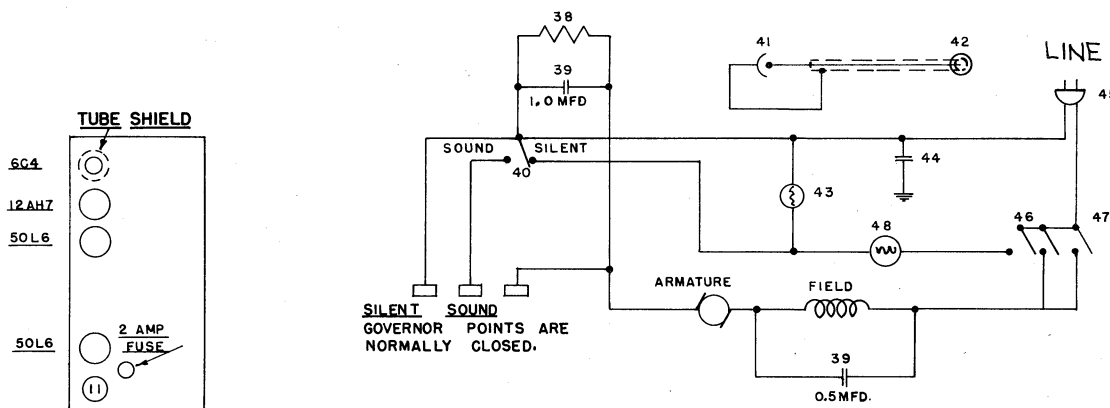 TUBE SHIELD
6C4
12AH7
50L6
50L6
2 AMP
FUSE
38
39
1.0 MFD
SOUND
SILENT
40
41
42
LINE
43
44
46
47
48
ARMATURE
FIELD
39
0.5 MFD.
SILENT SOUND
GOVERNOR POINTS ARE
NORMALLY CLOSED.